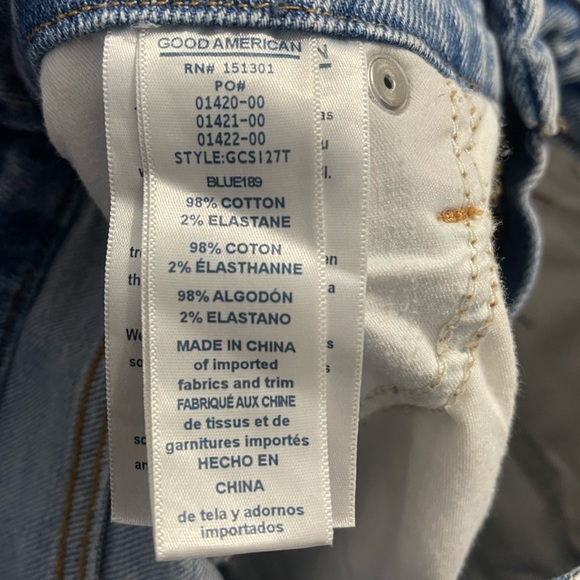 GOOD AMERICAN
RN# 151301
PO#
01420-00
01421-00
01422-00
STYLE:GCS127T
BLUE189
98% COTTON
2% ELASTANE
98% COTON
2% ÉLASTHANNE
98% ALGODÓN
2% ELASTANO
MADE IN CHINA
of imported
fabrics and trim
FABRIQUÉ AUX CHINE
de tissus et de
garnitures importés
HECHO EN
CHINA
de tela y adornos
importados